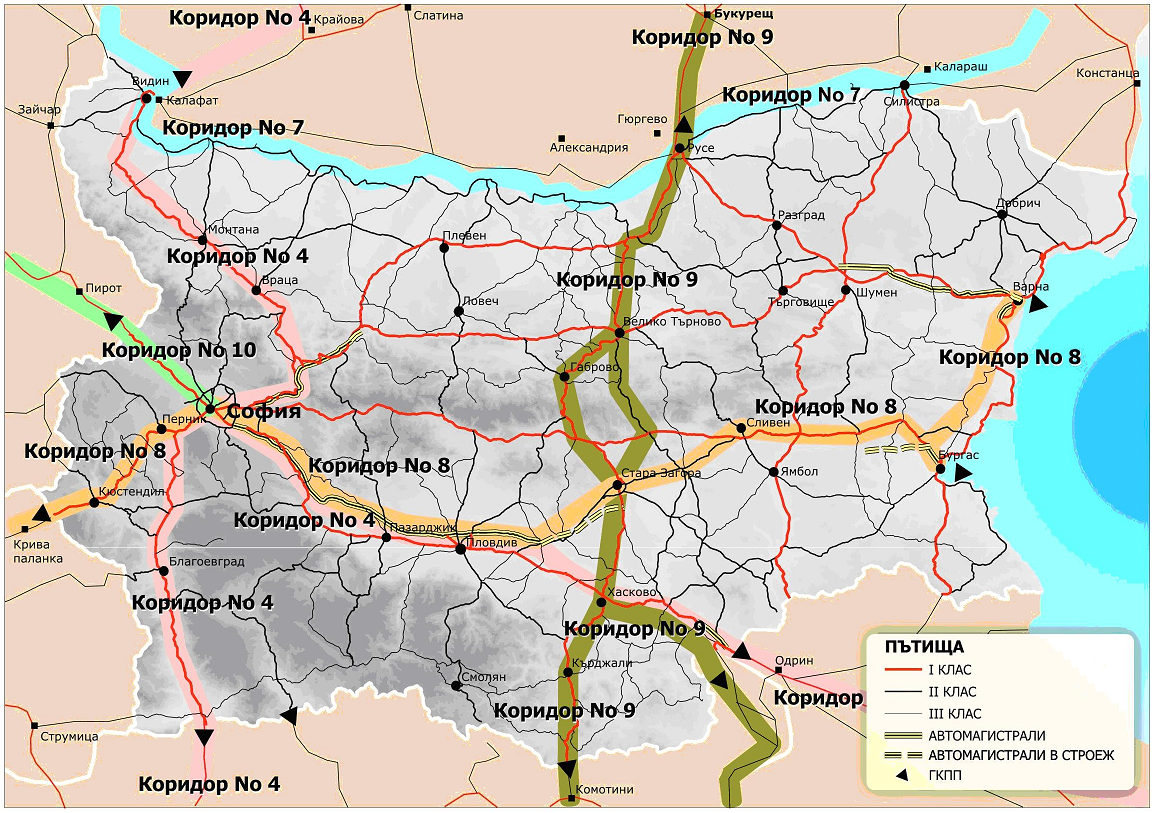 Коридор No 4
Крайова
Слатина
Букурещ
Коридор No 9
Видин
Калафат
Калараш
Констанца
Коридор No 7
Силистра
Зайчар
Коридор No 7
Гюргево
Александрия
Русе
Добрич
Разград
Монтана
Плевен
Коридор No 4
Враца
Коридор No 9
Пирот
Ловеч
Търговище
Шумен
Варна
Велико Търново
Коридор No 10
Коридор No 8
Габрово
София
Коридор No 8
Перник
Сливен
Коридор No 8
Коридор No 8
Бургас
Стара Загора
Ямбол
Кюстендил
Коридор No 4
Пазарджик
Пловдив
Крива
паланка
Благоевград
Хасково
Коридор No 4
Коридор No 9
Кърджали
Одрин
Смолян
Коридор
Коридор No 9
Струмица
Коридор No 4
Комотини
ПЪТИЩА
I КЛАС
II КЛАС
III КЛАС
АВТОМАГИСТРАЛИ
АВТОМАГИСТРАЛИ В СТРОЕЖ
ГКПП